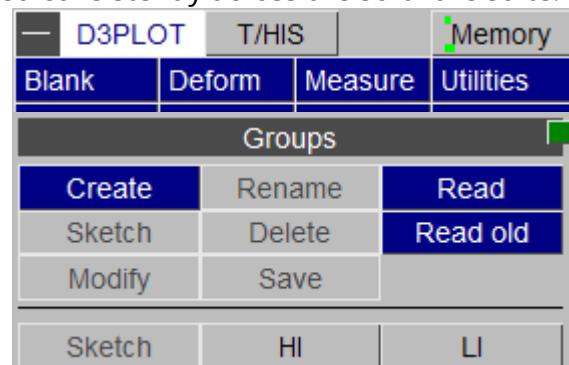 D3PLOT T/HIS Memory
Blank Deform Measure Utilities
Groups
Create Rename Read
Sketch Delete Read old
Modify Save
Sketch HI LI